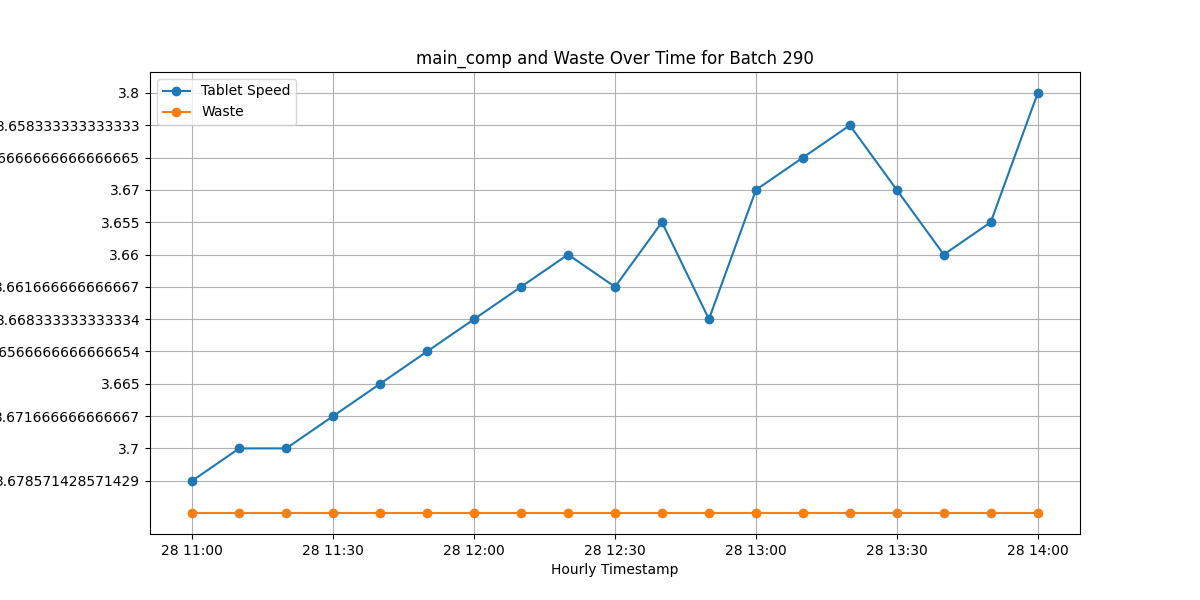 main_comp and Waste Over Time for Batch 290
Tablet Speed
Waste
3.8
3.658333333333333
6666666666666665
3.67
3.655
3.66
3.661666666666667
3.668333333333334
6566666666666654
3.665
3.671666666666667
3.7
3.678571428571429
28 11:00 28 11:30 28 12:00 28 12:30 28 13:00 28 13:30 28 14:00
Hourly Timestamp